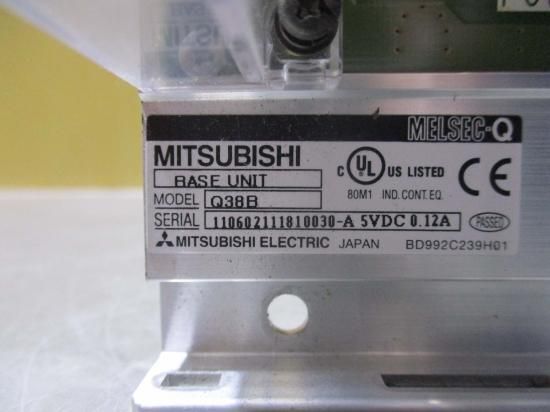 MELSEC-Q
MITSUBISHI
BASE UNIT
MODEL Q38B
SERIAL 110602111810030-A 5VDC 0.12A
C UL US LISTED CE
80M1 IND.CONT.EQ.
PASSED
MITSUBISHI ELECTRIC JAPAN BD992C239H01